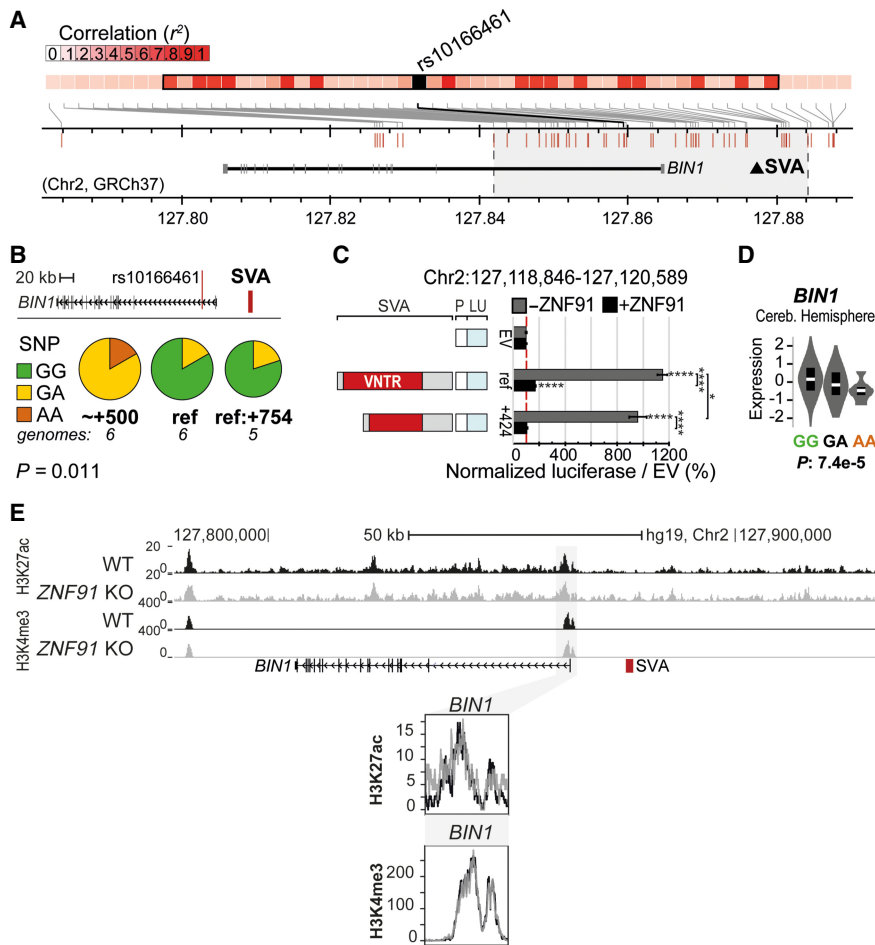 A
Correlation (r²)
0 .1 .2 .3 .4 .5 .6 .7 .8 .9 1
rs10166461
BIN1
▲SVA
(Chr2, GRCh37)
127.80 127.82 127.84 127.86 127.88
B
20 kb
rs10166461
SVA
BIN1
SNP
GG
GA
AA
~+500 ref ref:+754
genomes: 6 6 5
P = 0.011
C
Chr2:127,118,846-127,120,589
SVA P LU
–ZNF91 +ZNF91
EV
VNTR
ref
**** **** ****
*
+424
**** ****
0 400 800 1200
Normalized luciferase / EV (%)
D
BIN1
Cereb. Hemisphere
Expression
2
1
0
-1
-2
GG GA AA
P: 7.4e-5
E
127,800,000| 50 kb hg19, Chr2 |127,900,000
H3K27ac
20
0
WT
20
0
ZNF91 KO
H3K4me3
400
0
WT
400
0
ZNF91 KO
BIN1
SVA
BIN1
H3K27ac
15
10
5
0
BIN1
H3K4me3
200
100
0